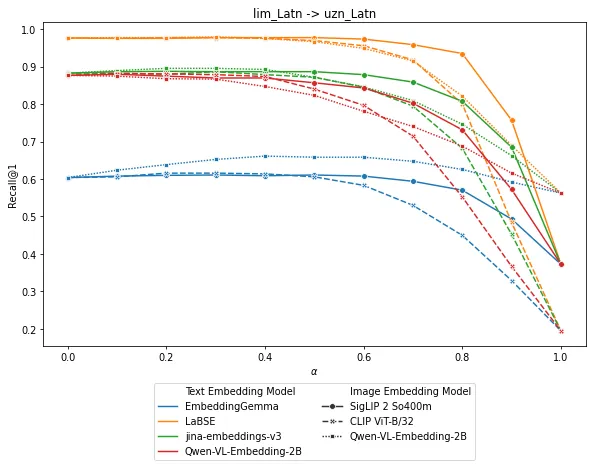 lim_Latn -> uzn_Latn
1.0
0.9
0.8
0.7
0.6
0.5
0.4
0.3
0.2
Recall@1
0.0 0.2 0.4 0.6 0.8 1.0
α
Text Embedding Model Image Embedding Model
EmbeddingGemma SigLIP 2 So400m
LaBSE CLIP ViT-B/32
jina-embeddings-v3 Qwen-VL-Embedding-2B
Qwen-VL-Embedding-2B